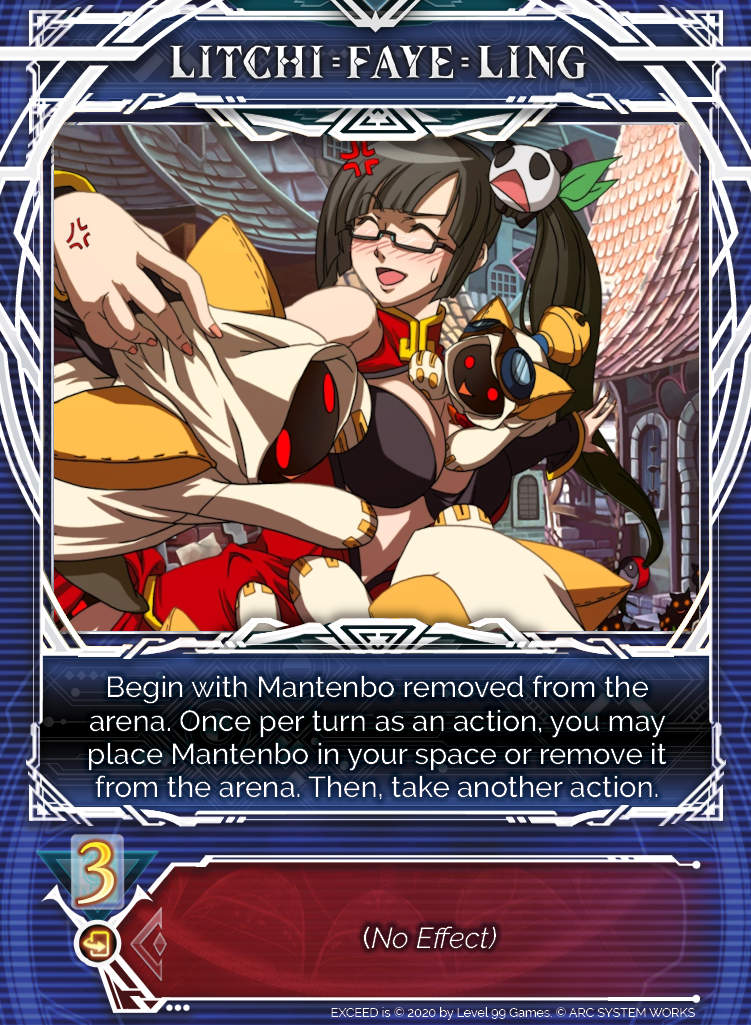 LITCHI=FAYE=LING
Begin with Mantenbo removed from the
arena. Once per turn as an action, you may
place Mantenbo in your space or remove it
from the arena. Then, take another action.
3
(No Effect)
EXCEED is © 2020 by Level 99 Games. © ARC SYSTEM WORKS